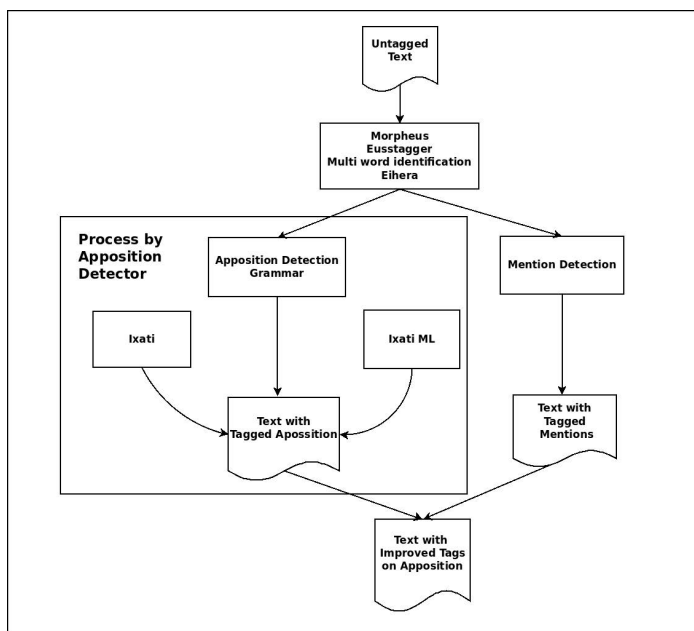 Untagged
Text
Morpheus
Eusstagger
Multi word identification
Eihera
Process by
Apposition
Detector
Apposition Detection
Grammar
Mention Detection
Ixati
Ixati ML
Text with
Tagged Apossition
Text with
Tagged
Mentions
Text with
Improved Tags
on Apposition